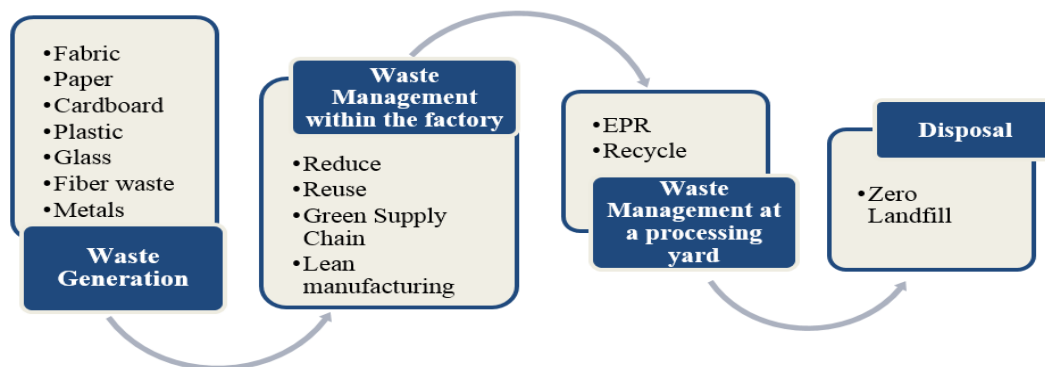 •Fabric
•Paper
•Cardboard
•Plastic
•Glass
•Fiber waste
•Metals
Waste
Generation
Waste
Management
within the factory
•Reduce
•Reuse
•Green Supply
Chain
•Lean
manufacturing
•EPR
•Recycle
Waste
Management at
a processing
yard
Disposal
•Zero
Landfill